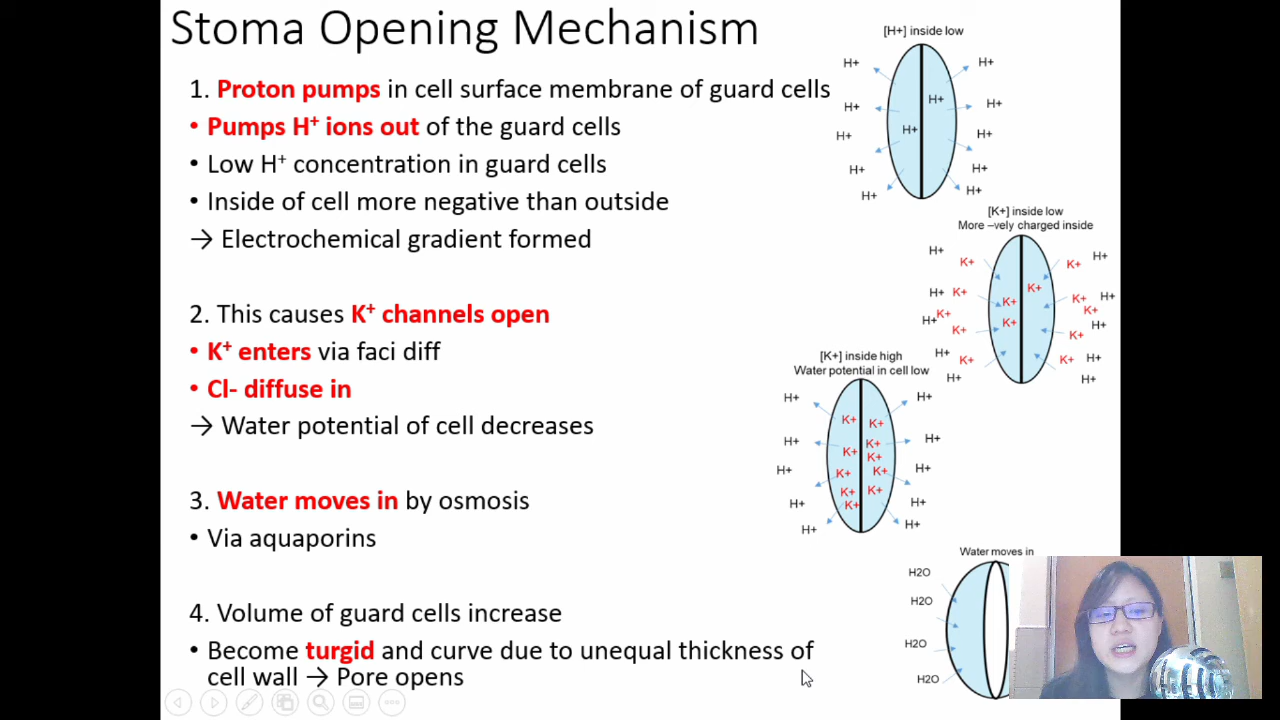 Stoma Opening Mechanism
1. Proton pumps in cell surface membrane of guard cells
• Pumps H⁺ ions out of the guard cells
• Low H⁺ concentration in guard cells
• Inside of cell more negative than outside
→ Electrochemical gradient formed
2. This causes K⁺ channels open
• K⁺ enters via faci diff
• Cl- diffuse in
→ Water potential of cell decreases
3. Water moves in by osmosis
• Via aquaporins
4. Volume of guard cells increase
• Become turgid and curve due to unequal thickness of
cell wall → Pore opens
[H+] inside low
H+ H+
H+ H+ H+
H+ H+ H+
H+ H+
H+ H+
[K+] inside low
More –vely charged inside
H+ K+ K+ H+
H+ K+ K+ K+ H+
K+ K+ K+
H+ K+ K+ K+ H+
H+ K+ K+ H+
H+ H+
[K+] inside high
Water potential in cell low
H+ H+
K+ K+
H+ K+ H+
K+ K+
H+ K+ K+ H+
K+ K+
H+ K+ H+
H+ H+
Water moves in
H2O
H2O
H2O
H2O